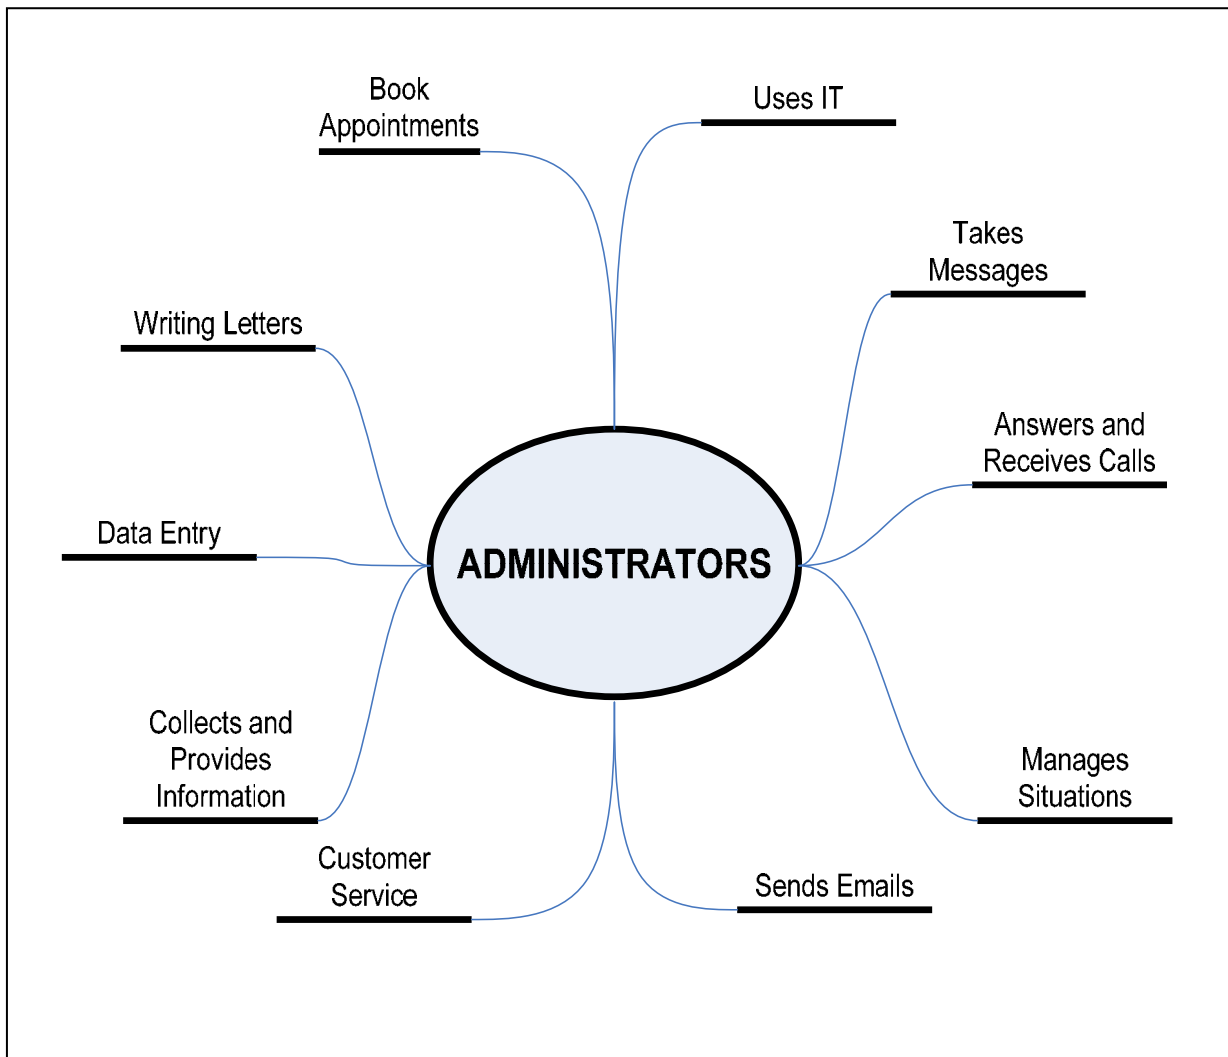 Book
Appointments
Uses IT
Takes
Messages
Writing Letters
Answers and
Receives Calls
Data Entry
ADMINISTRATORS
Collects and
Provides
Information
Manages
Situations
Customer
Service
Sends Emails